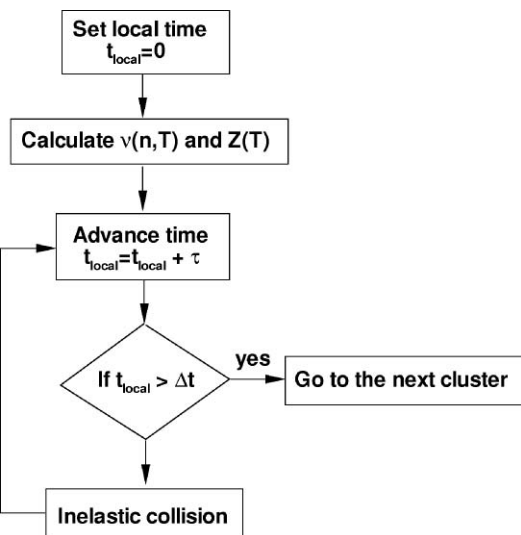 Set local time
t_local=0
Calculate ν(n,T) and Z(T)
Advance time
t_local=t_local + τ
If t_local > Δt
yes
Go to the next cluster
Inelastic collision